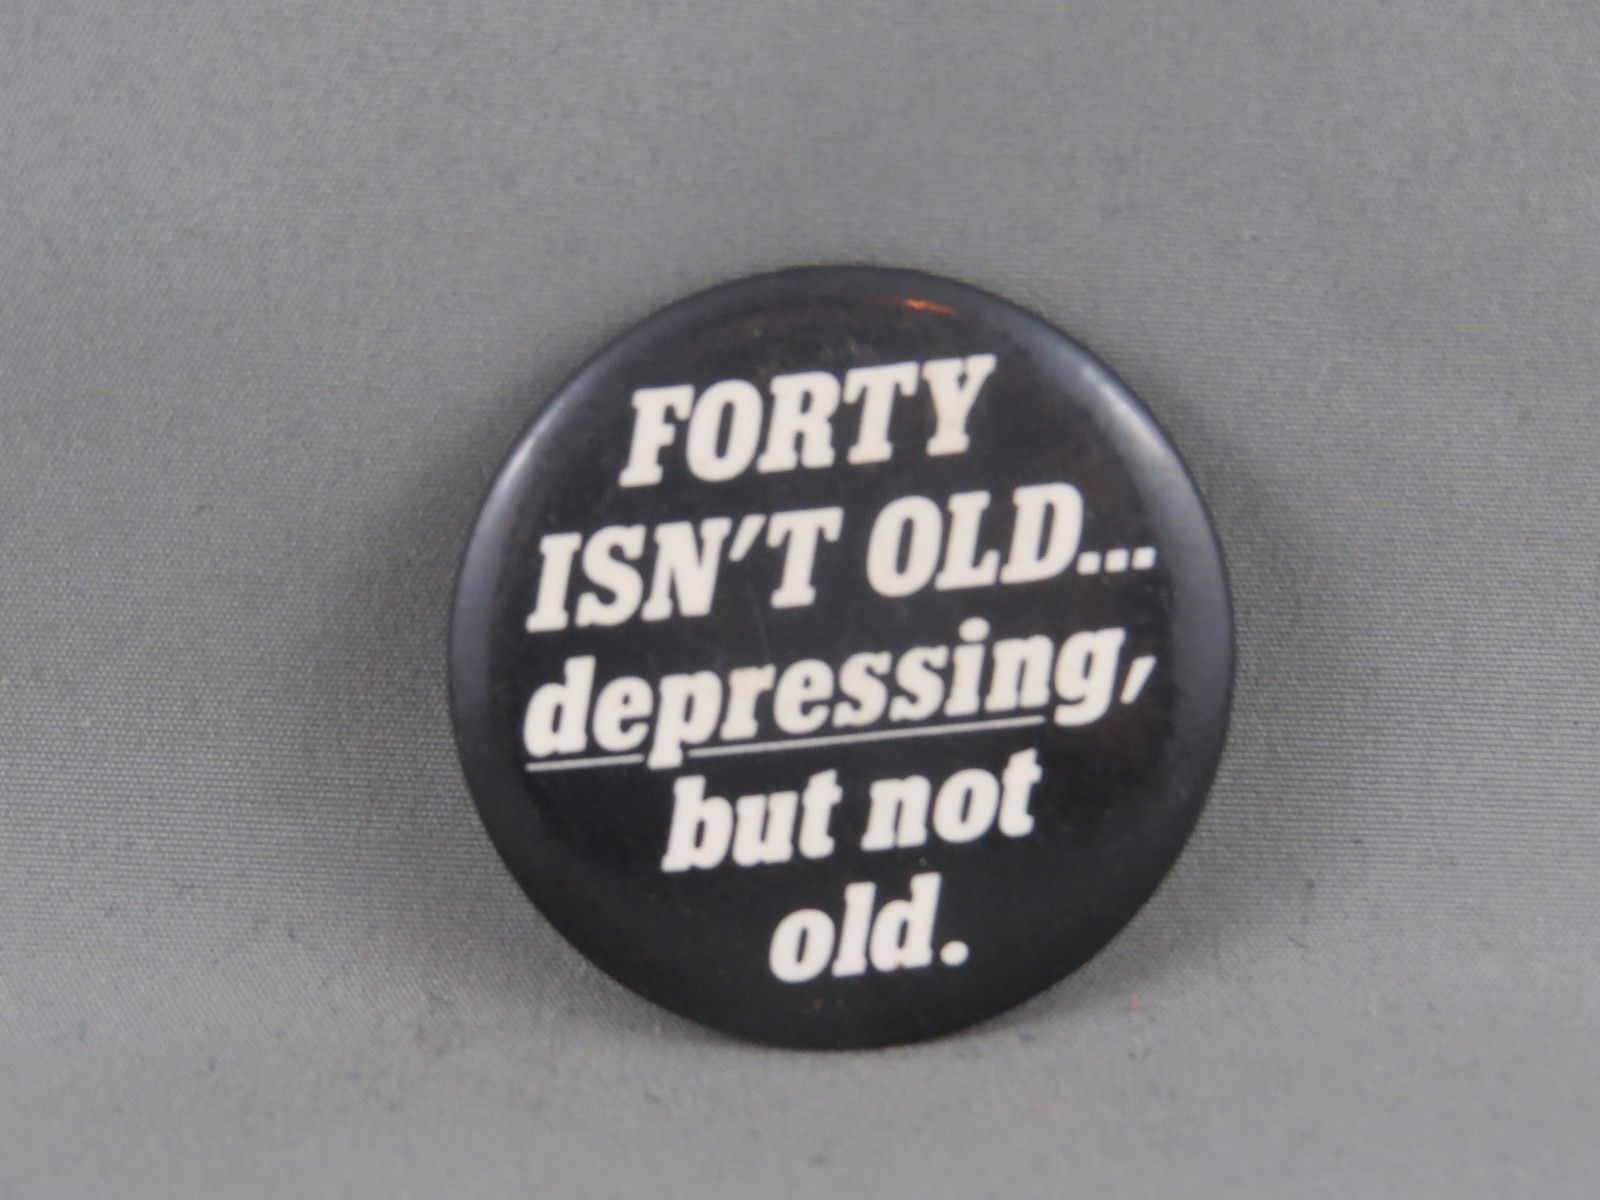 FORTY
ISN'T OLD...
depressing,
but not
old.